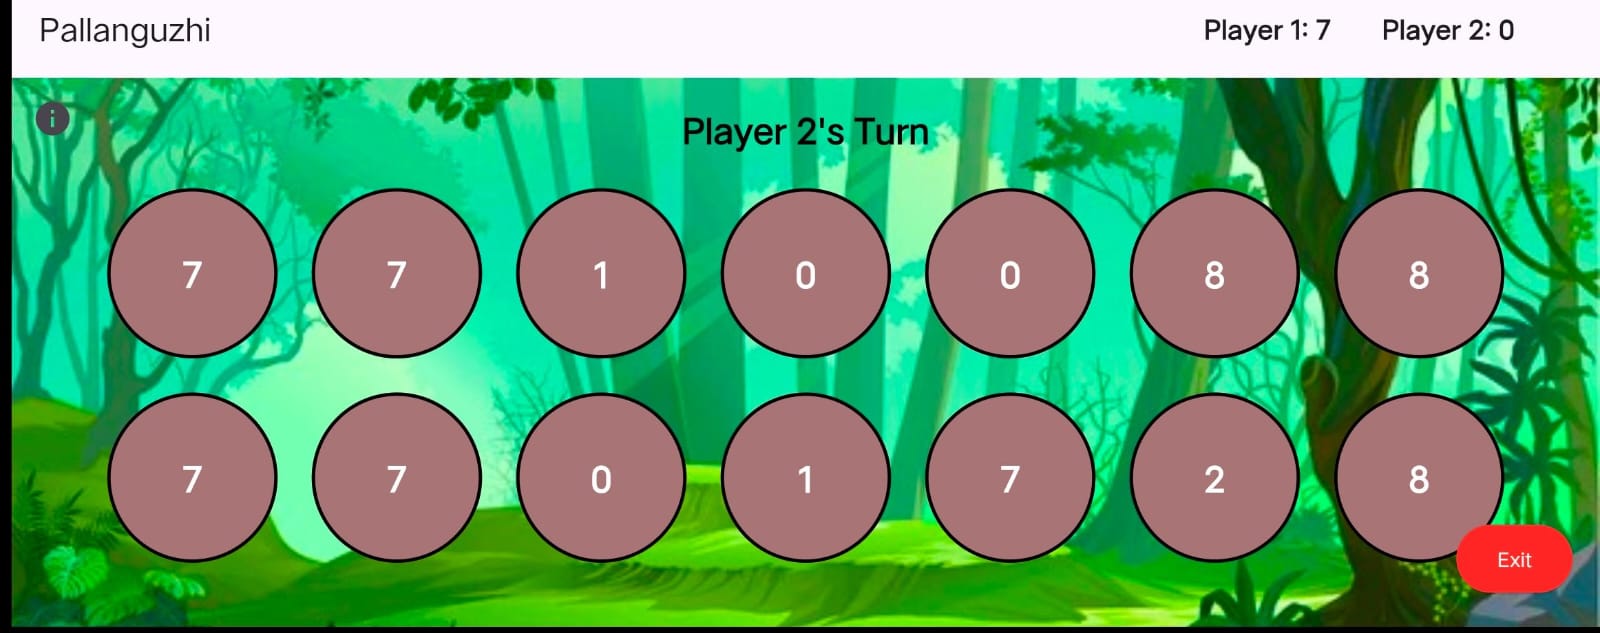 Pallanguzhi Player 1: 7 Player 2: 0
i
Player 2's Turn
7 7 1 0 0 8 8
7 7 0 1 7 2 8
Exit